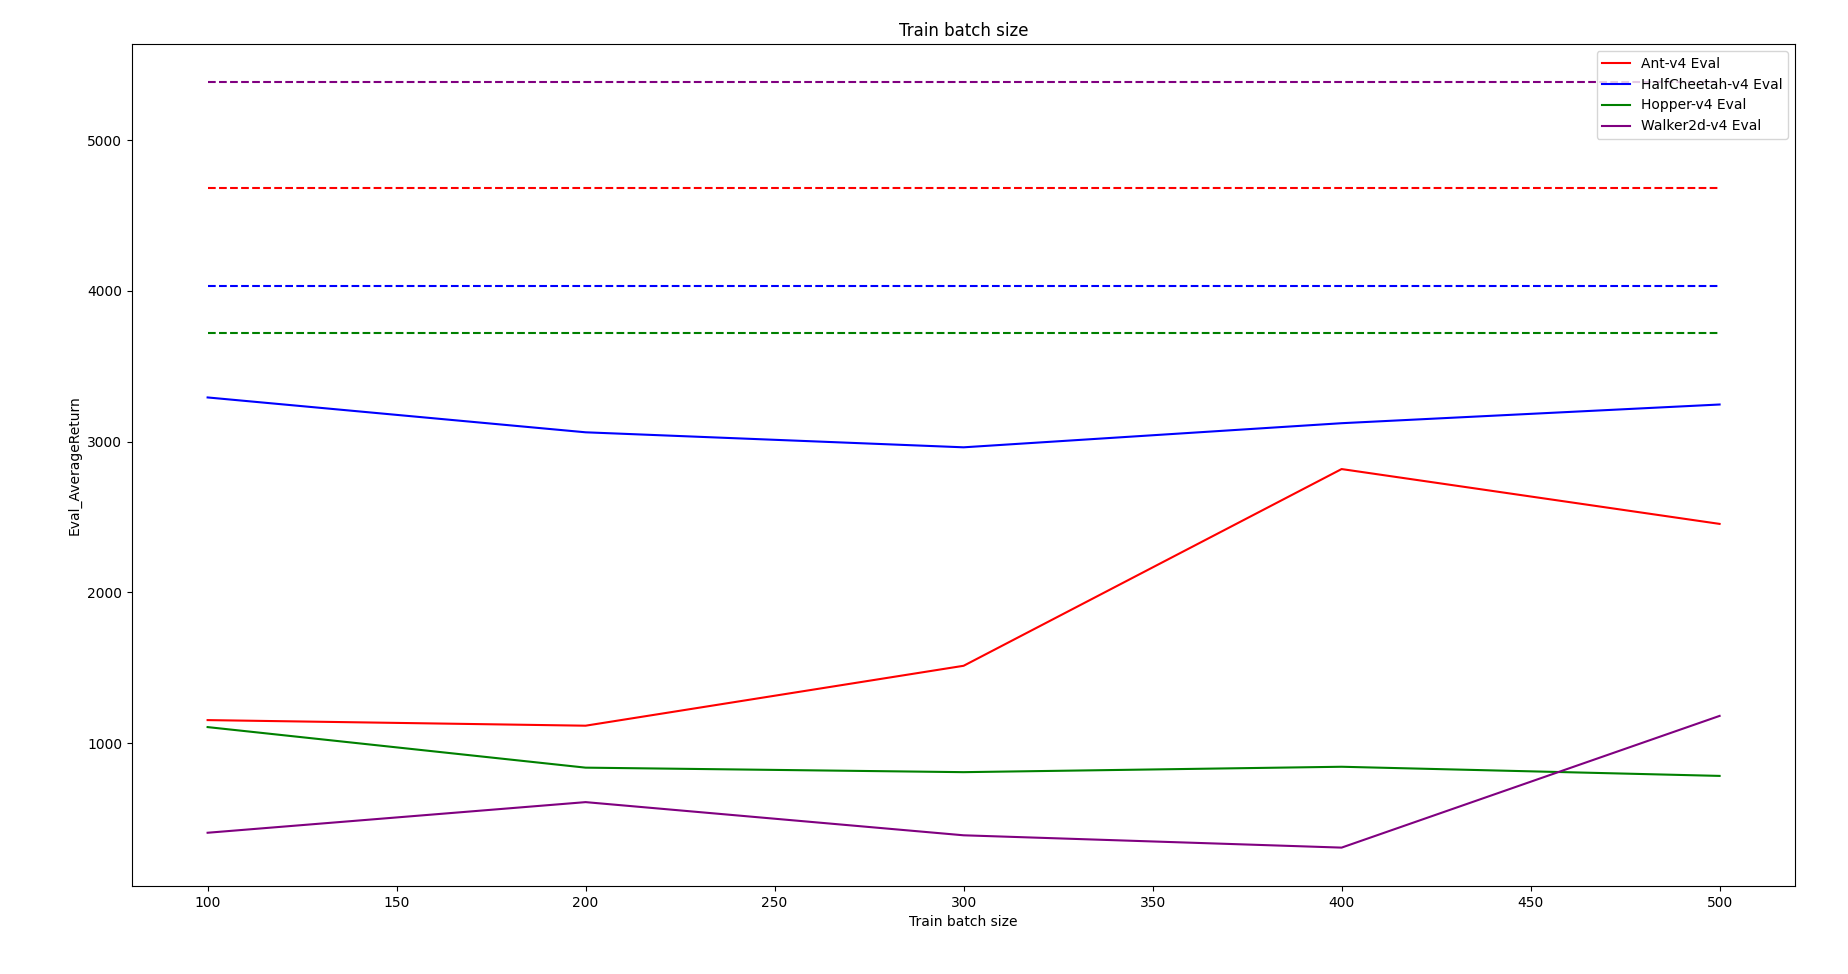 Train batch size
Ant-v4 Eval
HalfCheetah-v4 Eval
Hopper-v4 Eval
Walker2d-v4 Eval
Eval_AverageReturn
5000
4000
3000
2000
1000
100 150 200 250 300 350 400 450 500
Train batch size